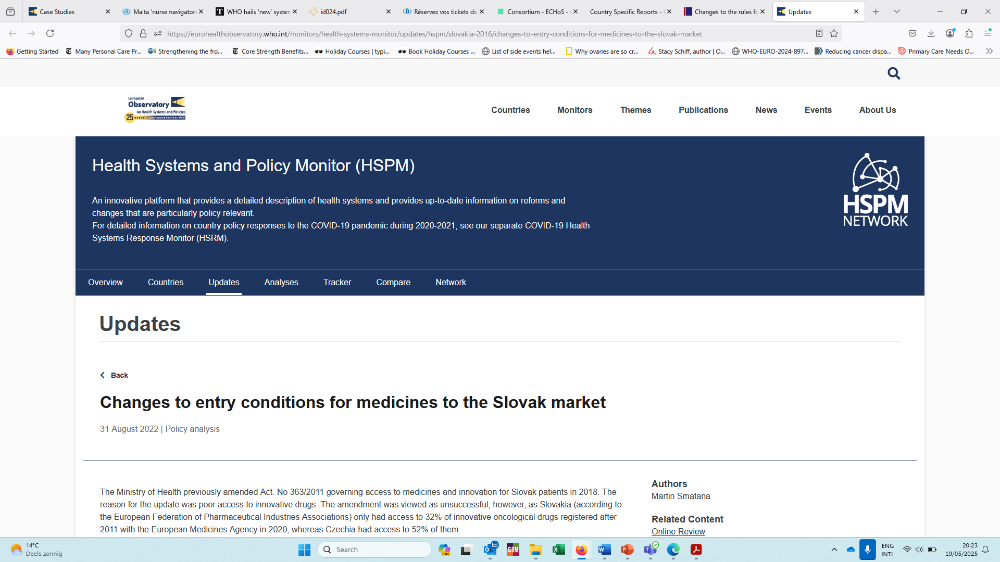 Case Studies
Malta 'nurse navigators
WHO hails 'new' system
id024.pdf
Réservez vos tickets de
Consortium - ECHoS -
Country Specific Reports -
Changes to the rules fo
Updates
https://eurohealthobservatory.who.int/monitors/health-systems-monitor/updates/hspm/slovakia-2016/changes-to-entry-conditions-for-medicines-to-the-slovak-market
Getting Started
Many Personal Care Pr...
Strengthening the fro...
Core Strength Benefits...
Holiday Courses | typi...
Book Holiday Courses ...
List of side events hel...
Why ovaries are so cr...
Stacy Schiff, author | O...
WHO-EURO-2024-897...
Reducing cancer dispa...
Primary Care Needs O...
European
Observatory
on Health Systems and Policies
25 years a partnership hosted by WHO
Countries
Monitors
Themes
Publications
News
Events
About Us
Health Systems and Policy Monitor (HSPM)
An innovative platform that provides a detailed description of health systems and provides up-to-date information on reforms and
changes that are particularly policy relevant.
For detailed information on country policy responses to the COVID-19 pandemic during 2020-2021, see our separate COVID-19 Health
Systems Response Monitor (HSRM).
HSPM
NETWORK
Overview
Countries
Updates
Analyses
Tracker
Compare
Network
Updates
Back
Changes to entry conditions for medicines to the Slovak market
31 August 2022 | Policy analysis
The Ministry of Health previously amended Act. No 363/2011 governing access to medicines and innovation for Slovak patients in 2018. The
reason for the update was poor access to innovative drugs. The amendment was viewed as unsuccessful, however, as Slovakia (according to
the European Federation of Pharmaceutical Industries Associations) only had access to 32% of innovative oncological drugs registered after
2011 with the European Medicines Agency in 2020, whereas Czechia had access to 52% of them.
Authors
Martin Smatana
Related Content
Online Review
14°C
Deels zonnig
Search
PRE
GSM
ENG
INTL
20:23
19/05/2025